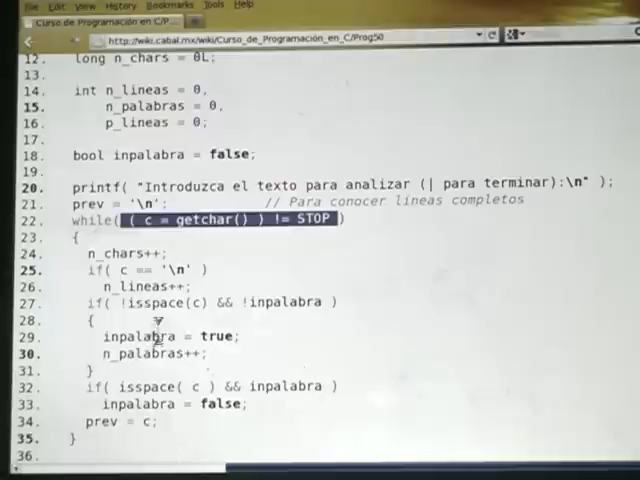 File Edit View History Bookmarks Tools Help
Curso de Programación en C/P...
http://wiki.cabal.mx/wiki/Curso_de_Programación_en_C/Prog50
12. long n_chars = 0L;
13.
14. int n_lineas = 0,
15. n_palabras = 0,
16. p_lineas = 0;
17.
18. bool inpalabra = false;
19.
20. printf( "Introduzca el texto para analizar (| para terminar):\n" );
21. prev = '\n'; // Para conocer líneas completos
22. while( ( c = getchar() ) != STOP )
23. {
24. n_chars++;
25. if( c == '\n' )
26. n_lineas++;
27. if( !isspace(c) && !inpalabra )
28. {
29. inpalabra = true;
30. n_palabras++;
31. }
32. if( isspace( c ) && inpalabra )
33. inpalabra = false;
34. prev = c;
35. }
36.